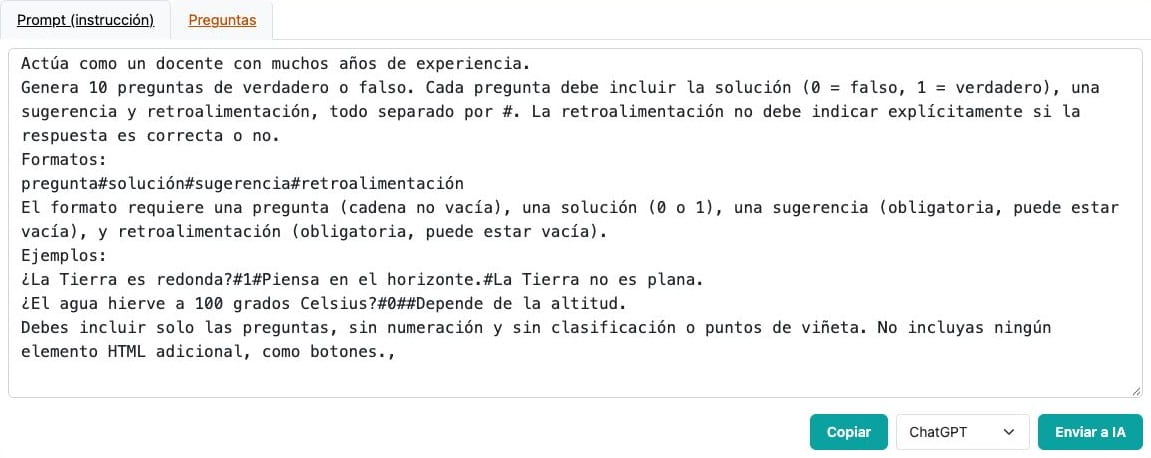 Prompt (instrucción) Preguntas
Actúa como un docente con muchos años de experiencia.
Genera 10 preguntas de verdadero o falso. Cada pregunta debe incluir la solución (0 = falso, 1 = verdadero), una
sugerencia y retroalimentación, todo separado por #. La retroalimentación no debe indicar explícitamente si la
respuesta es correcta o no.
Formatos:
pregunta#solución#sugerencia#retroalimentación
El formato requiere una pregunta (cadena no vacía), una solución (0 o 1), una sugerencia (obligatoria, puede estar
vacía), y retroalimentación (obligatoria, puede estar vacía).
Ejemplos:
¿La Tierra es redonda?#1#Piensa en el horizonte.#La Tierra no es plana.
¿El agua hierve a 100 grados Celsius?#0##Depende de la altitud.
Debes incluir solo las preguntas, sin numeración y sin clasificación o puntos de viñeta. No incluyas ningún
elemento HTML adicional, como botones.,
Copiar ChatGPT Enviar a IA